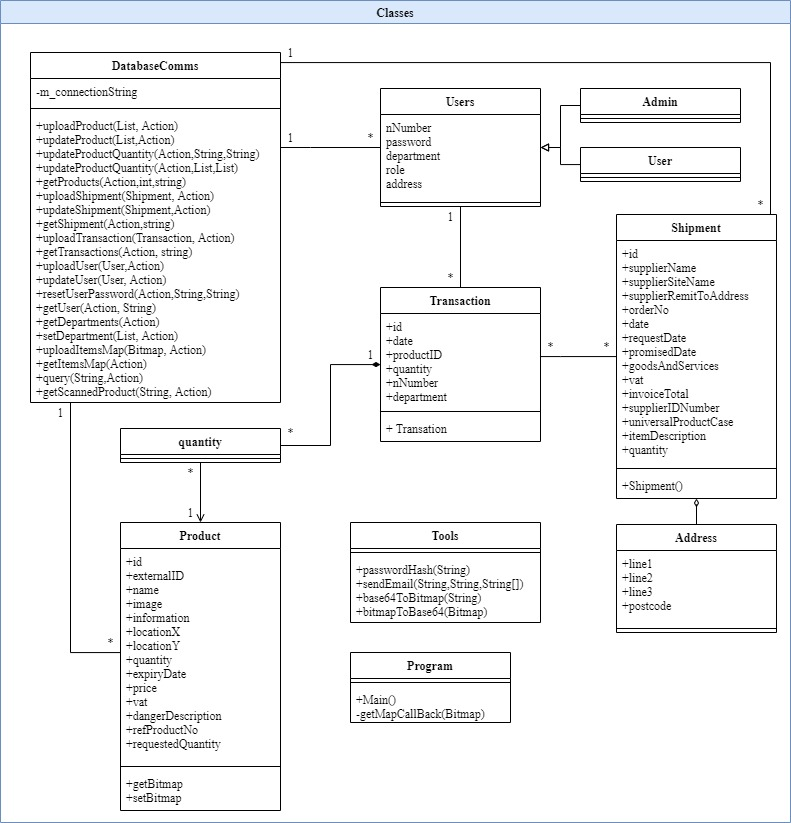 Classes
DatabaseComms
-m_connectionString
+uploadProduct(List, Action)
+updateProduct(List,Action)
+updateProductQuantity(Action,String,String)
+updateProductQuantity(Action,List,List)
+getProducts(Action,int,string)
+uploadShipment(Shipment, Action)
+updateShipment(Shipment,Action)
+getShipment(Action,string)
+uploadTransaction(Transaction, Action)
+getTransactions(Action, string)
+uploadUser(User,Action)
+updateUser(User, Action)
+resetUserPassword(Action,String,String)
+getUser(Action, String)
+getDepartments(Action)
+setDepartment(List, Action)
+uploadItemsMap(Bitmap, Action)
+getItemsMap(Action)
+query(String,Action)
+getScannedProduct(String, Action)
1
1
*
1
*
Users
nNumber
password
department
role
address
Admin
User
1
*
Transaction
+id
+date
+productID
+quantity
+nNumber
+department
+ Transation
*
*
1
*
Shipment
+id
+supplierName
+supplierSiteName
+supplierRemitToAddress
+orderNo
+date
+requestDate
+promisedDate
+goodsAndServices
+vat
+invoiceTotal
+supplierIDNumber
+universalProductCase
+itemDescription
+quantity
+Shipment()
quantity
*
1
Product
+id
+externalID
+name
+image
+information
+locationX
+locationY
+quantity
+expiryDate
+price
+vat
+dangerDescription
+refProductNo
+requestedQuantity
+getBitmap
+setBitmap
*
Tools
+passwordHash(String)
+sendEmail(String,String,String[])
+base64ToBitmap(String)
+bitmapToBase64(Bitmap)
Program
+Main()
-getMapCallBack(Bitmap)
Address
+line1
+line2
+line3
+postcode